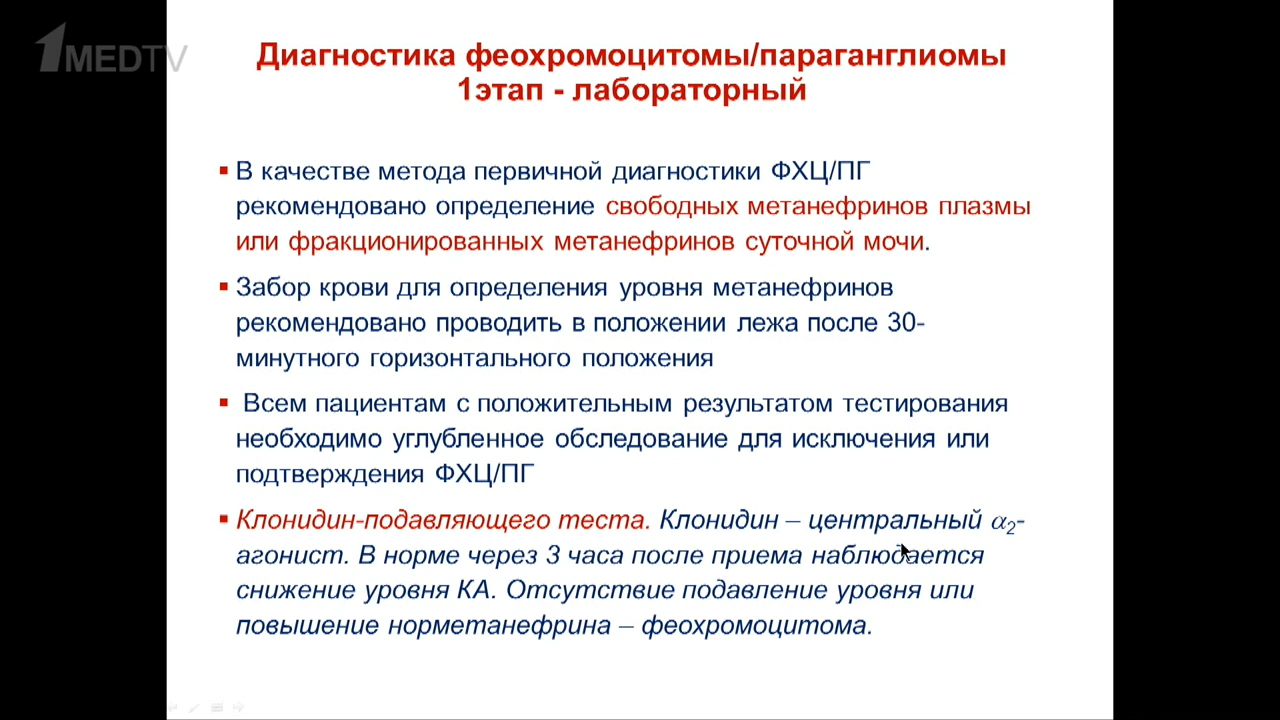 1MEDTV
Диагностика феохромоцитомы/параганглиомы
1этап - лабораторный
▪ В качестве метода первичной диагностики ФХЦ/ПГ
рекомендовано определение свободных метанефринов плазмы
или фракционированных метанефринов суточной мочи.
▪ Забор крови для определения уровня метанефринов
рекомендовано проводить в положении лежа после 30-
минутного горизонтального положения
▪ Всем пациентам с положительным результатом тестирования
необходимо углубленное обследование для исключения или
подтверждения ФХЦ/ПГ
▪ Клонидин-подавляющего теста. Клонидин – центральный α2-
агонист. В норме через 3 часа после приема наблюдается
снижение уровня КА. Отсутствие подавление уровня или
повышение норметанефрина – феохромоцитома.